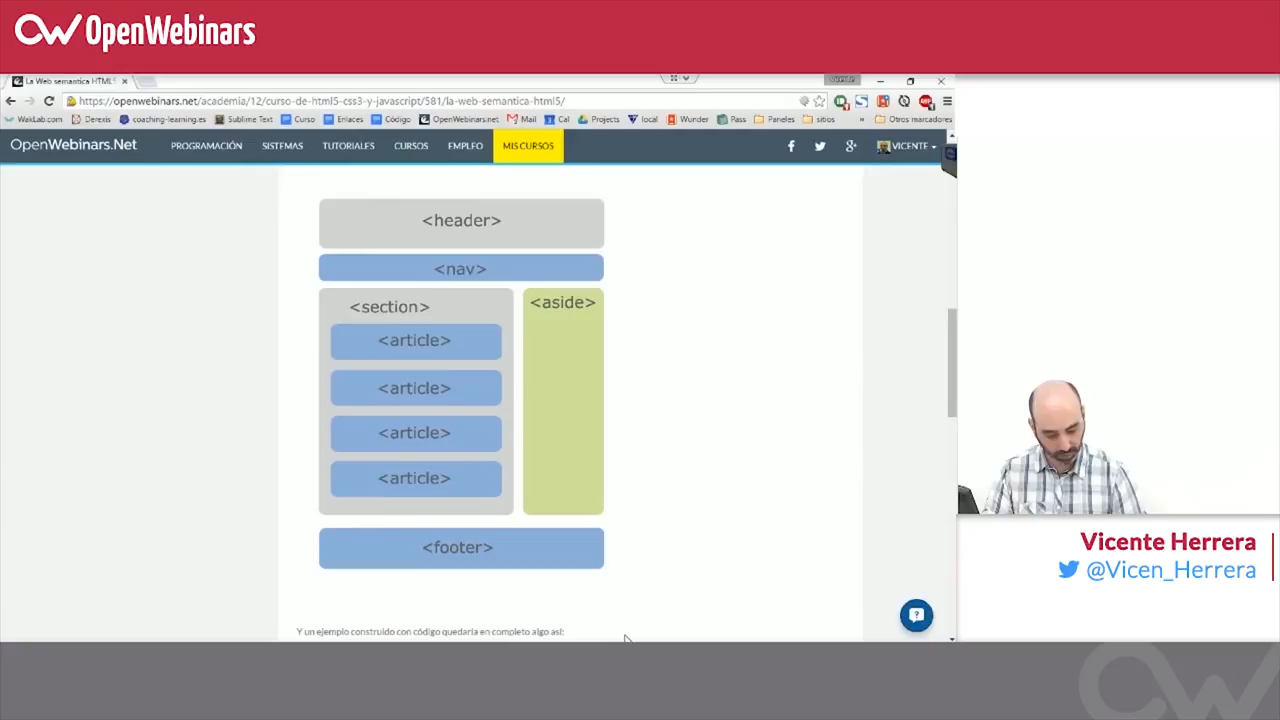 OpenWebinars
La Web semantica HTML5
https://openwebinars.net/academia/12/curso-de-html5-css3-y-javascript/581/la-web-semantica-html5/
WakLab.com Derexis coaching-learning.es Sublime Text Curso Enlaces Código OpenWebinars.net Mail Cal Projects local Wunder Pass Paneles sitios » Otros marcadores
OpenWebinars.Net PROGRAMACIÓN SISTEMAS TUTORIALES CURSOS EMPLEO MIS CURSOS VICENTE
<header>
<nav>
<section>
<aside>
<article>
<article>
<article>
<article>
<footer>
Y un ejemplo construido con código quedaría en completo algo así:
Vicente Herrera
@Vicen_Herrera